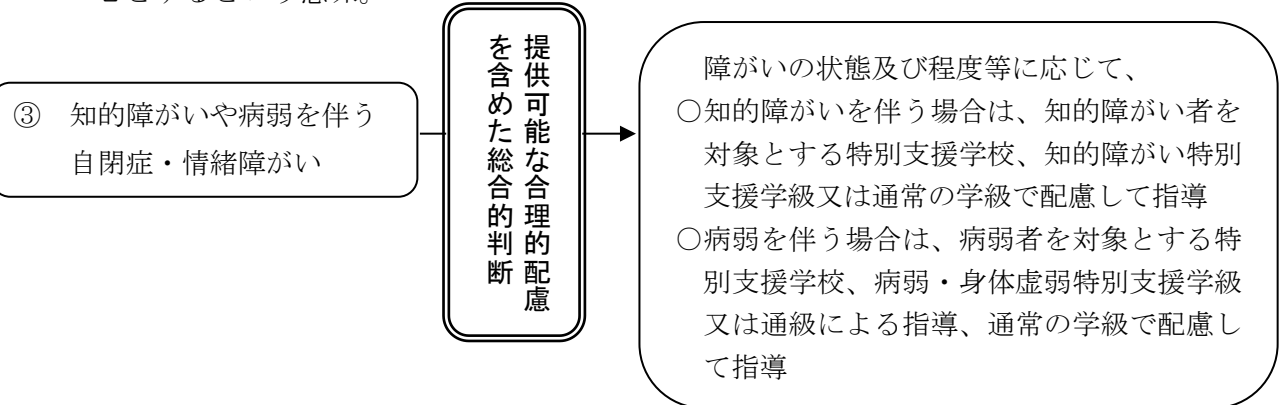 ③ 知的障がいや病弱を伴う
自閉症・情緒障がい
提供可能な合理的配慮
を含めた総合的判断
障がいの状態及び程度等に応じて、
○知的障がいを伴う場合は、知的障がい者を
対象とする特別支援学校、知的障がい特別
支援学級又は通常の学級で配慮して指導
○病弱を伴う場合は、病弱者を対象とする特
別支援学校、病弱・身体虚弱特別支援学級
又は通級による指導、通常の学級で配慮し
て指導